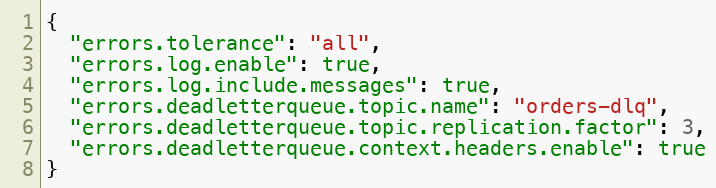 1 {
2   "errors.tolerance": "all",
3   "errors.log.enable": true,
4   "errors.log.include.messages": true,
5   "errors.deadletterqueue.topic.name": "orders-dlq",
6   "errors.deadletterqueue.topic.replication.factor": 3,
7   "errors.deadletterqueue.context.headers.enable": true
8 }